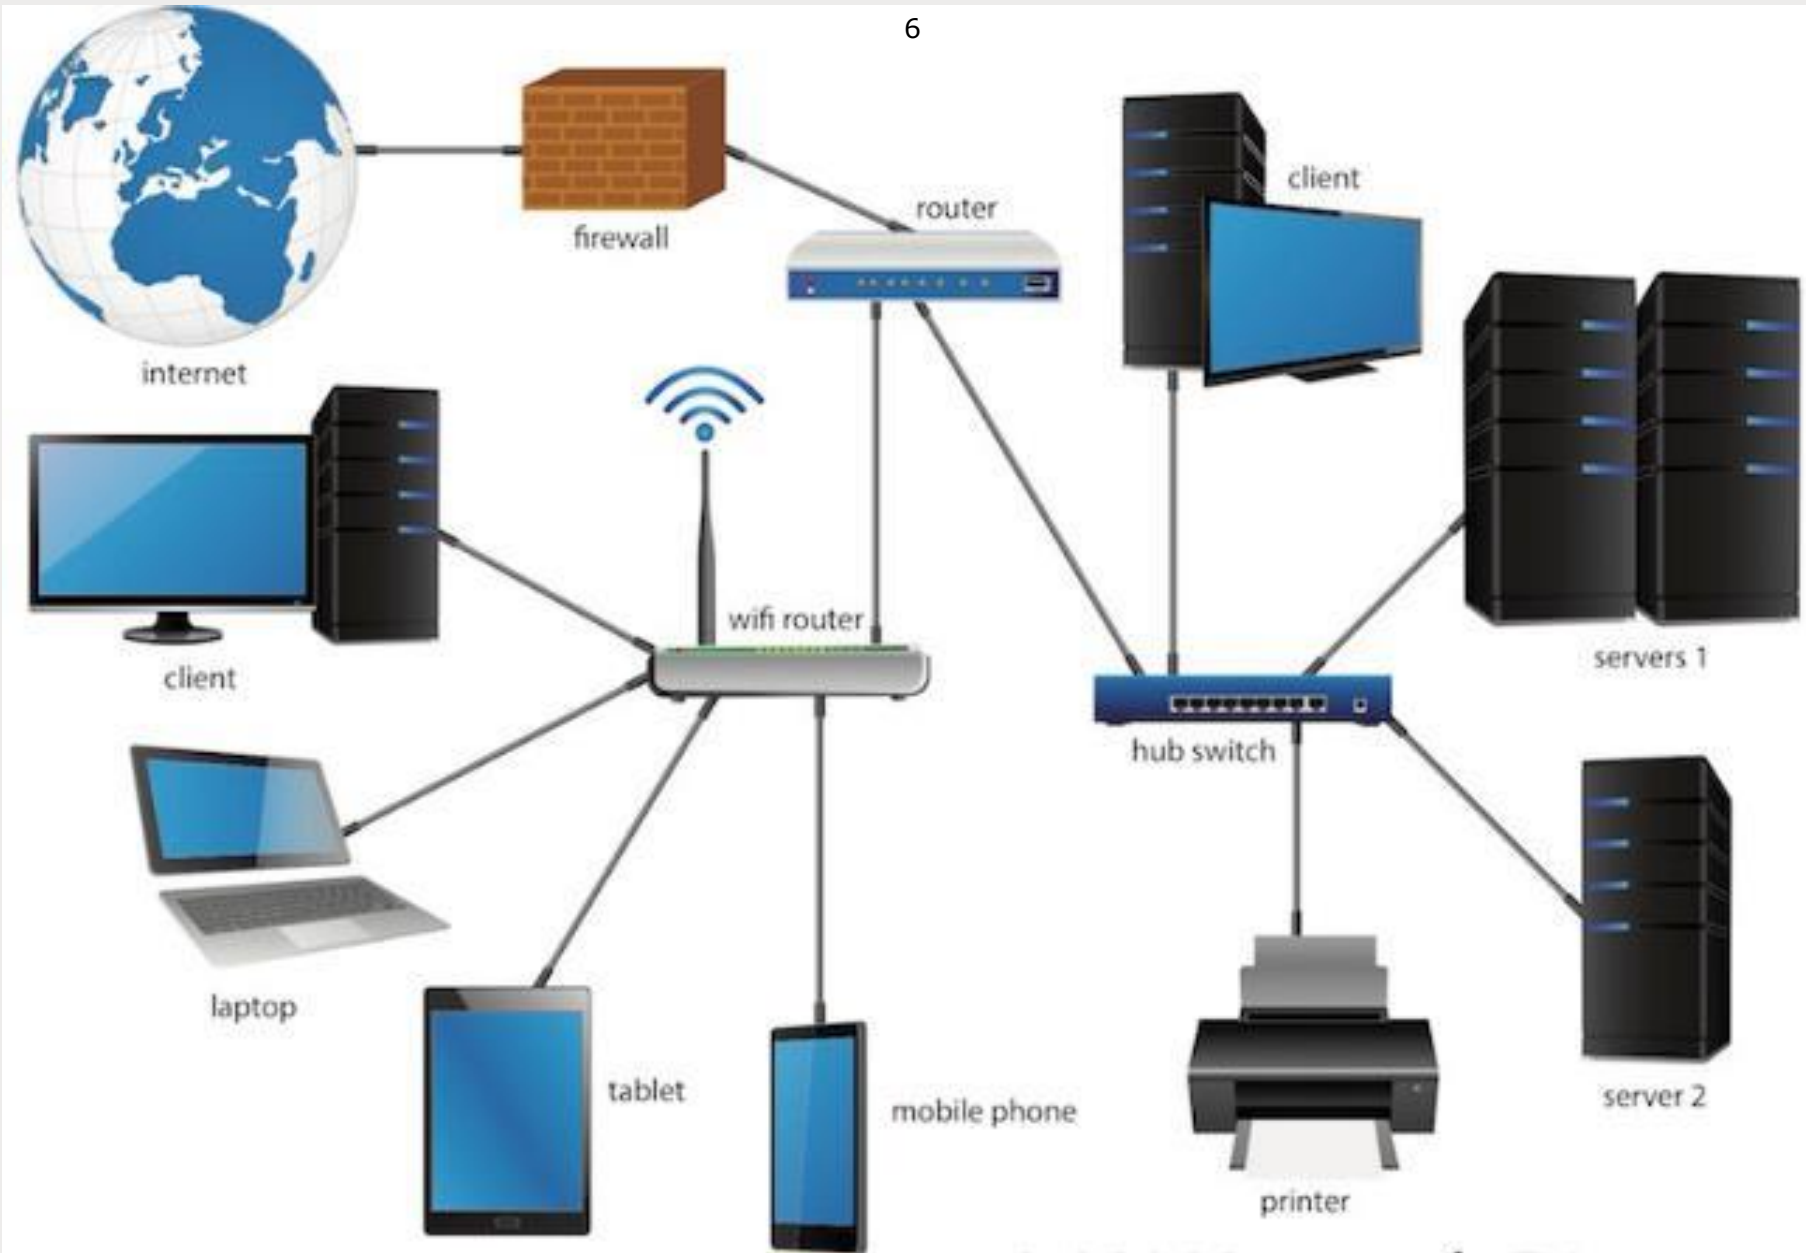 6
internet
firewall
router
client
servers 1
client
wifi router
hub switch
laptop
tablet
mobile phone
server 2
printer